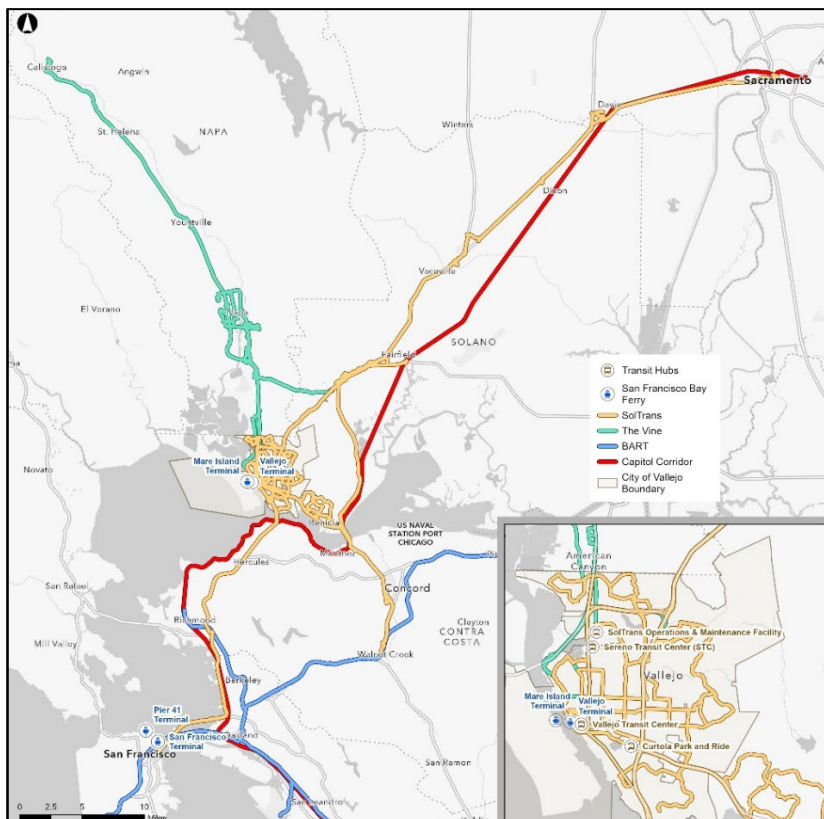 Calistoga
Angwin
St. Helena
NAPA
Winters
Davis
Sacramento
Dixon
Yountville
El Verano
Napa
Vacaville
Fairfield
SOLANO
Transit Hubs
San Francisco Bay
Ferry
SolTrans
The Vine
BART
Capitol Corridor
City of Vallejo
Boundary
Novato
Mare Island
Terminal
Vallejo
Terminal
Benicia
US NAVAL
STATION PORT
CHICAGO
Martinez
Hercules
San Rafael
Concord
Richmond
Clayton
CONTRA
COSTA
Mill Valley
Walnut Creek
Berkeley
Pier 41
Terminal
San Francisco
Terminal
San Francisco
Oakland
San Ramon
San Leandro
0 2.5 5 10
Miles
American
Canyon
SolTrans Operations & Maintenance Facility
Sereno Transit Center (STC)
Vallejo
Mare Island
Terminal
Vallejo
Terminal
Vallejo Transit Center
Curtola Park and Ride